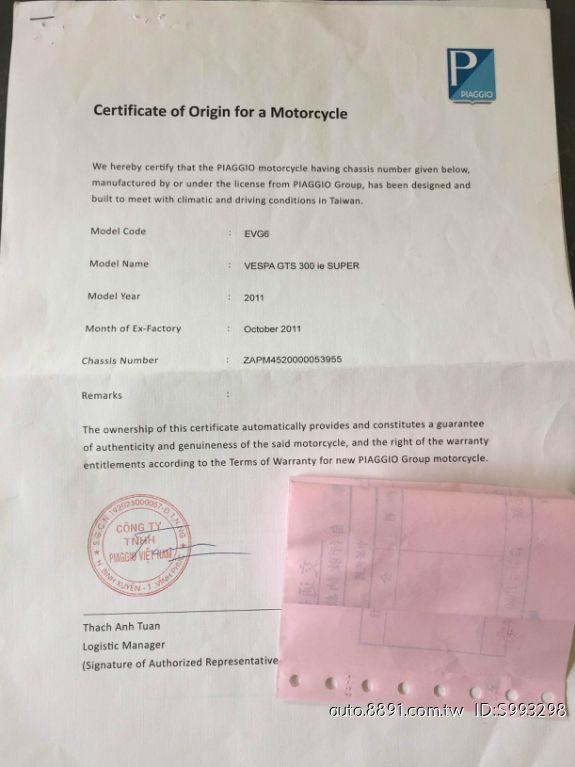 P
PIAGGIO
Certificate of Origin for a Motorcycle
We hereby certify that the PIAGGIO motorcycle having chassis number given below,
manufactured by or under the license from PIAGGIO Group, has been designed and
built to meet with climatic and driving conditions in Taiwan.
Model Code : EVG6
Model Name : VESPA GTS 300 ie SUPER
Model Year : 2011
Month of Ex-Factory : October 2011
Chassis Number : ZAPM4520000053955
Remarks :
The ownership of this certificate automatically provides and constitutes a guarantee
of authenticity and genuineness of the said motorcycle, and the right of the warranty
entitlements according to the Terms of Warranty for new PIAGGIO Group motorcycle.
CÔNG TY
TNHH
PIAGGIO VIỆT NAM
H. BÌNH XUYÊN - T. VĨNH PHÚC
Thach Anh Tuan
Logistic Manager
(Signature of Authorized Representative
auto.8891.com.tw ID:S993298